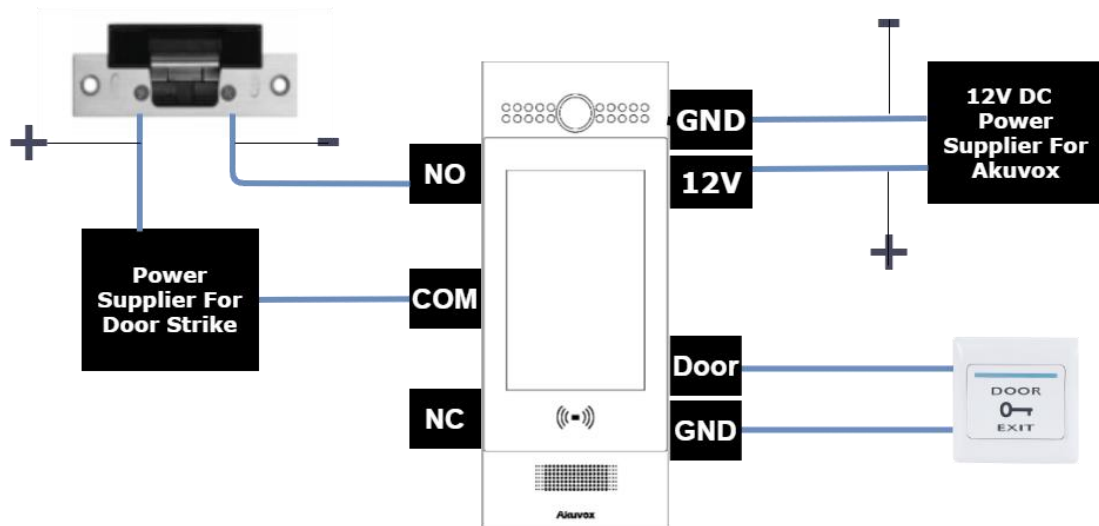 NO
COM
NC
GND
12V
Door
GND
Power
Supplier For
Door Strike
12V DC
Power
Supplier For
Akuvox
DOOR
EXIT
Akuvox